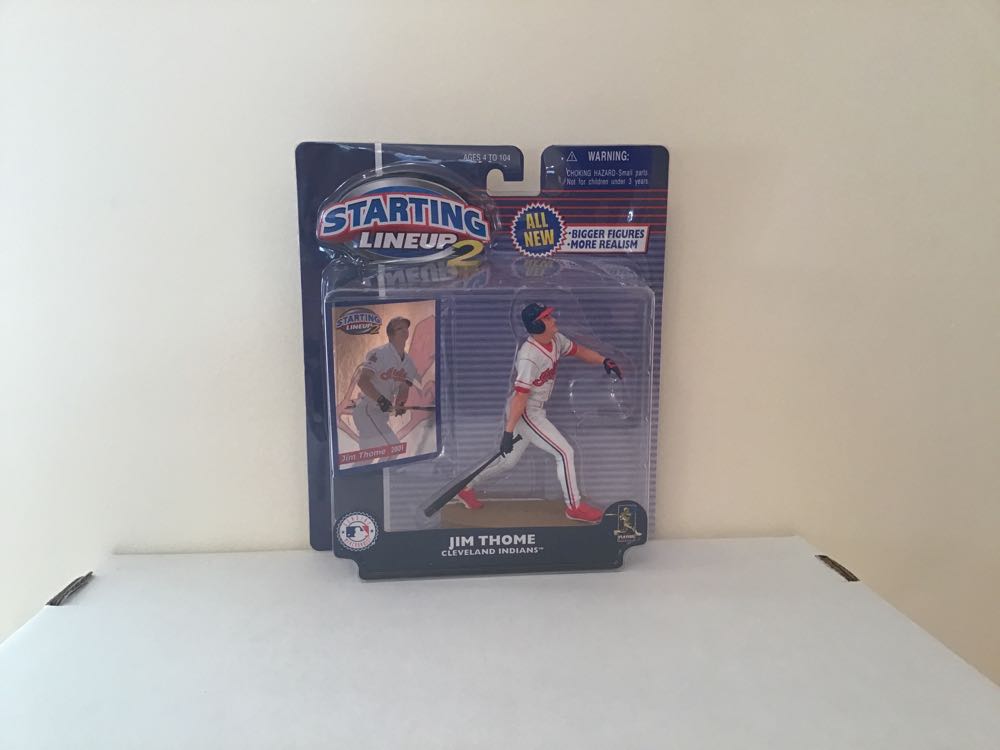 AGES 4 TO 104
WARNING:
CHOKING HAZARD-Small parts
Not for children under 3 years
STARTING
LINEUP 2
ALL
NEW
•BIGGER FIGURES
•MORE REALISM
STARTING
LINEUP 2
Jim Thome 2001
JIM THOME
CLEVELAND INDIANS™